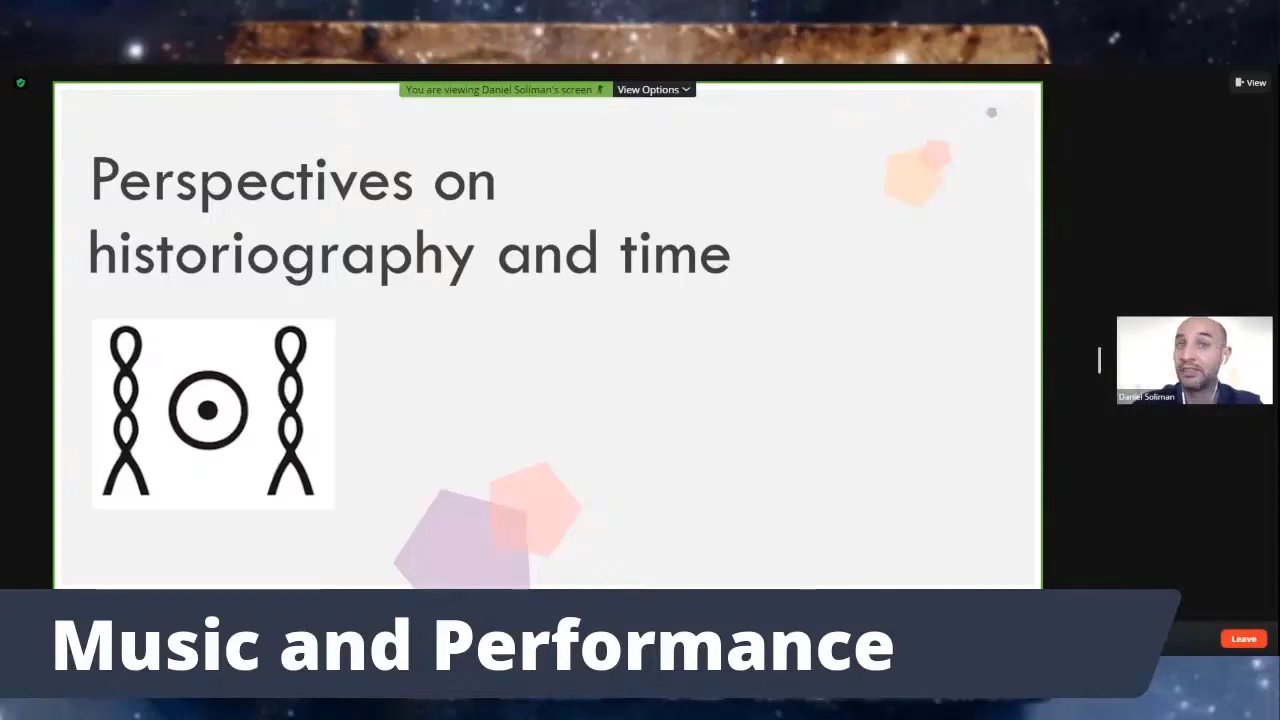 You are viewing Daniel Soliman's screen
View Options
View
Perspectives on
historiography and time
𓎛𓇳𓎛
Daniel Soliman
Leave
Music and Performance